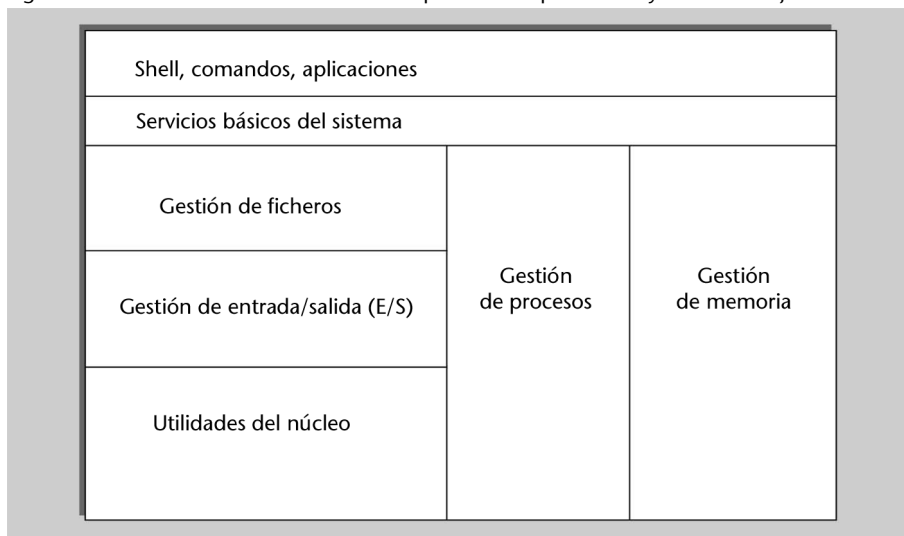 Shell, comandos, aplicaciones
Servicios básicos del sistema
Gestión de ficheros
Gestión de entrada/salida (E/S)
Utilidades del núcleo
Gestión
de procesos
Gestión
de memoria